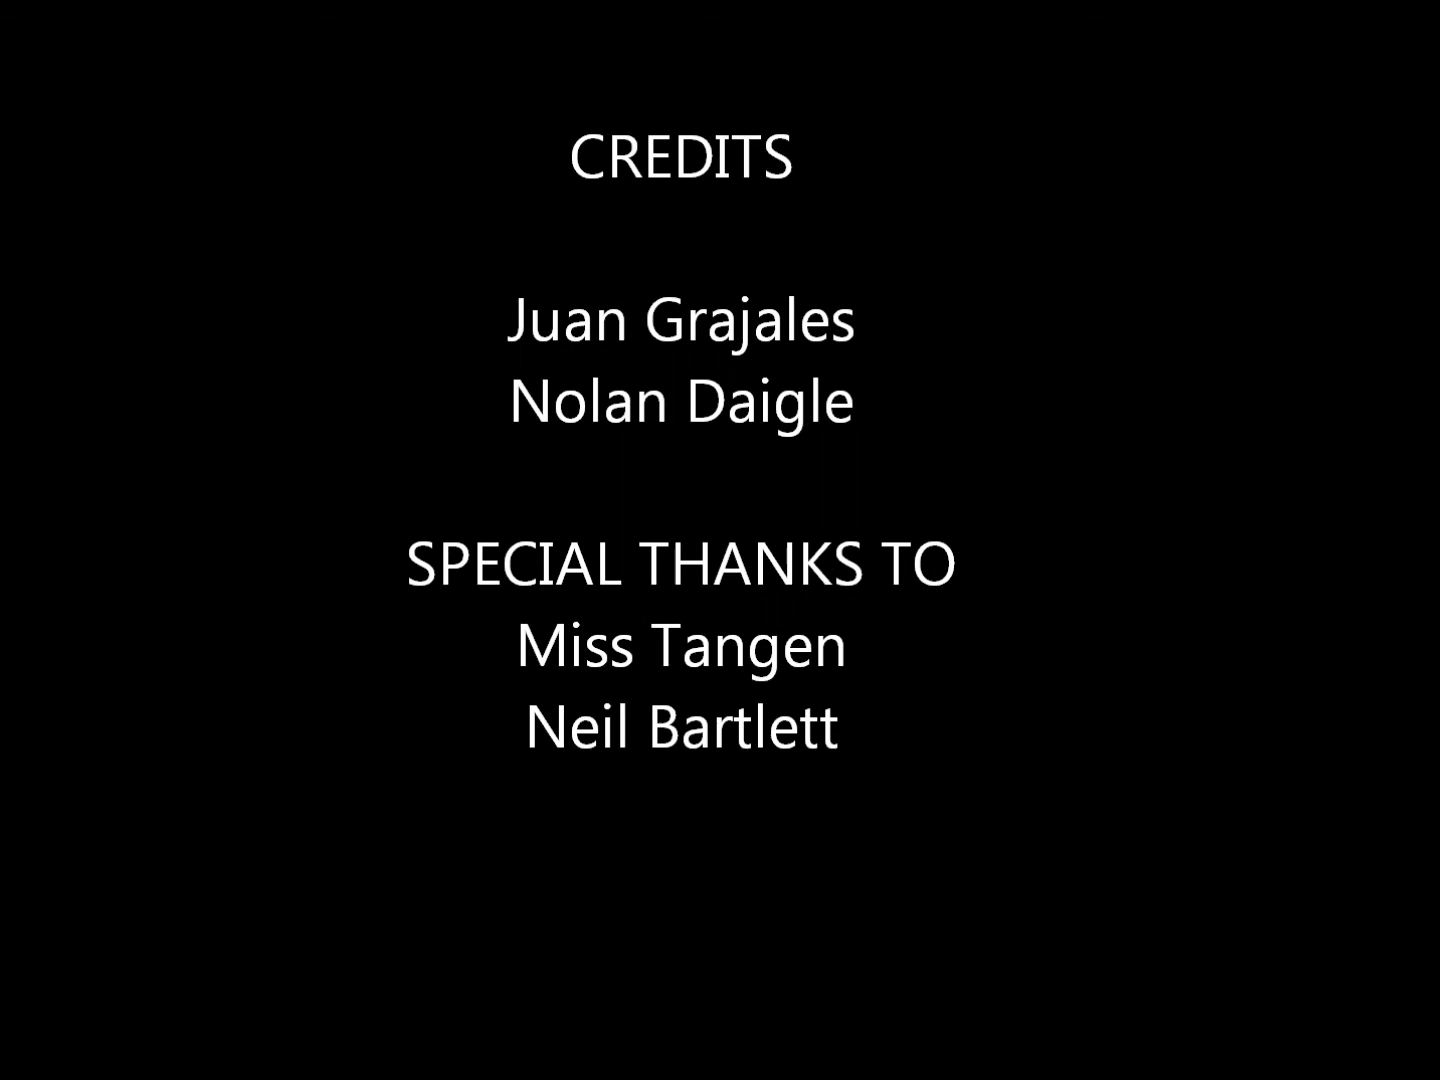 CREDITS
Juan Grajales
Nolan Daigle
SPECIAL THANKS TO
Miss Tangen
Neil Bartlett